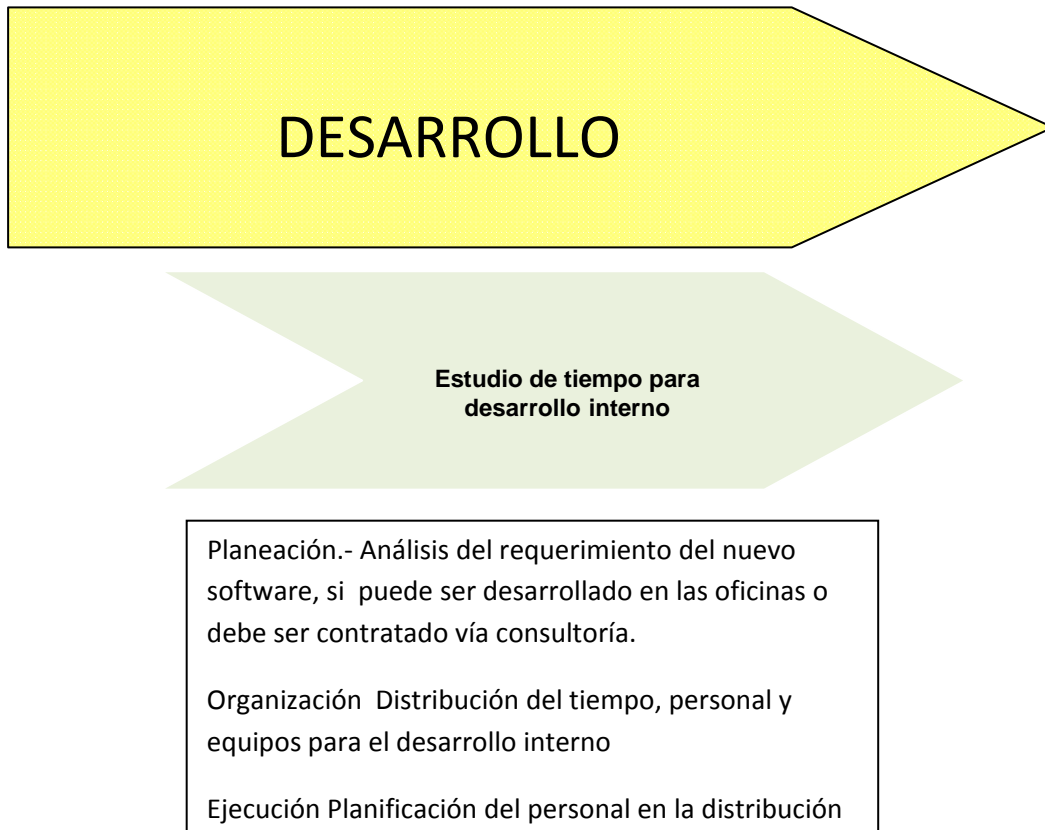 DESARROLLO
Estudio de tiempo para
desarrollo interno
Planeación.- Análisis del requerimiento del nuevo
software, si  puede ser desarrollado en las oficinas o
debe ser contratado vía consultoría.
Organización  Distribución del tiempo, personal y
equipos para el desarrollo interno
Ejecución Planificación del personal en la distribución